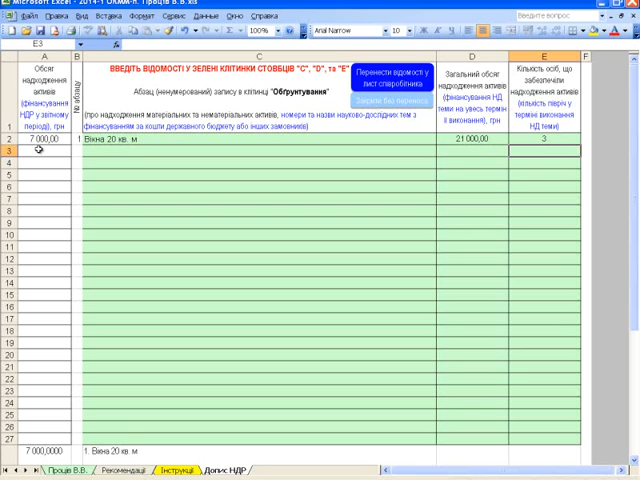 Microsoft Excel - 2014-1 ОКММ-п. Проців В.В.xls
Файл Правка Вид Вставка Формат Сервис Данные Окно Справка
Введите вопрос
100% Arial Narrow 10 Ж К Ч
E3 fx
A B C D E F
Обсяг надходження активів (фінансування НДР у звітному періоді), грн
№ абзацу
ВВЕДІТЬ ВІДОМОСТІ У ЗЕЛЕНІ КЛІТИНКИ СТОВБЦІВ "C", "D", та "E"
Перенести відомості у лист співробітника
Абзац (ненумерований) запису в клітинці "Обґрунтування"
Закрити без переносу
(про надходження матеріальних та нематеріальних активів, номери та назви науково-дослідних тем з
фінансуванням за кошти державного бюджету або інших замовників)
Загальний обсяг надходження активів (фінансування НД теми на увесь термін її виконання), грн
Кількість осіб, що забезпечили надходження активів (кількість півріч у терміні виконання НД теми)
1
2 7 000,00 1 Вікна 20 кв. м 21 000,00 3
3
4
5
6
7
8
9
10
11
12
13
14
15
16
17
18
19
20
21
22
23
24
25
26
27
7 000,0000 1. Вікна 20 кв. м
Проців В.В. Рекомендації Інструкції Допис НДР